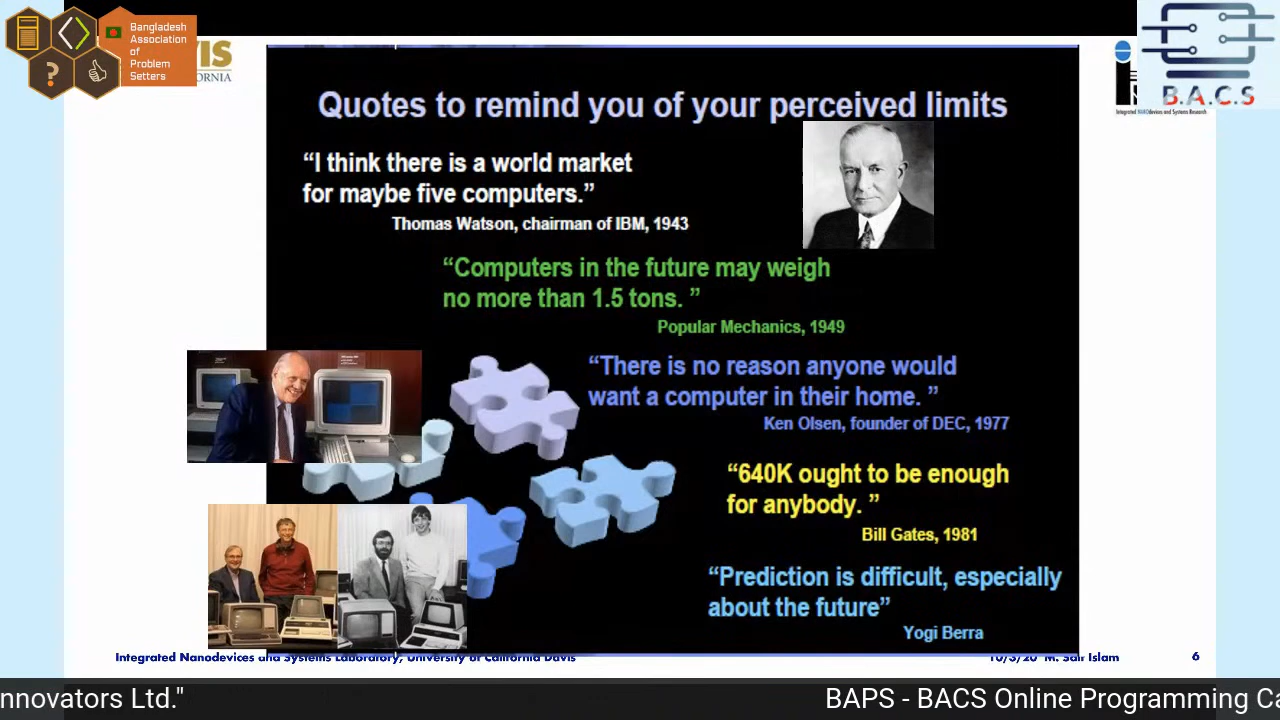 Bangladesh
Association
of
Problem
Setters
B.A.C.S
Quotes to remind you of your perceived limits
“I think there is a world market
for maybe five computers.”
Thomas Watson, chairman of IBM, 1943
“Computers in the future may weigh
no more than 1.5 tons. ”
Popular Mechanics, 1949
“There is no reason anyone would
want a computer in their home. ”
Ken Olsen, founder of DEC, 1977
“640K ought to be enough
for anybody. ”
Bill Gates, 1981
“Prediction is difficult, especially
about the future”
Yogi Berra
Integrated Nanodevices and Systems Laboratory, University of California Davis
10/3/20 M. Saif Islam
6
nnovators Ltd."
BAPS - BACS Online Programming Ca